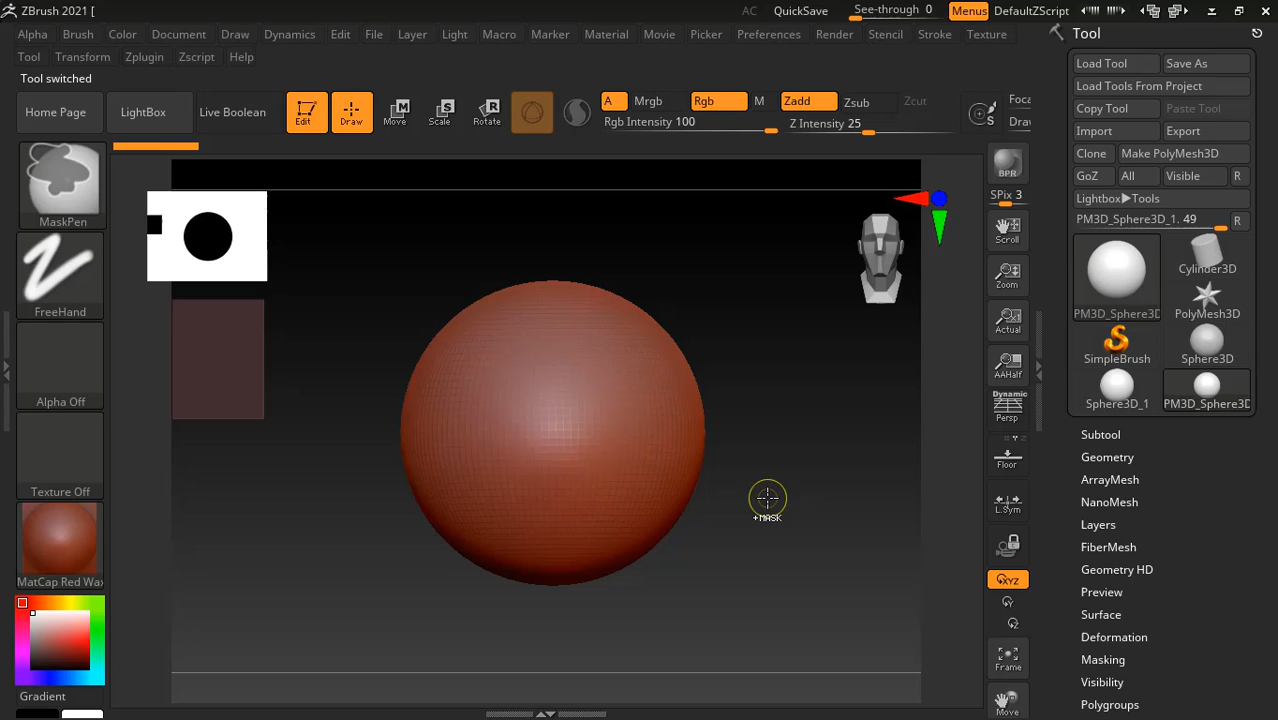 ZBrush 2021 [
AC
QuickSave
See-through 0
Menus
DefaultZScript
Alpha
Brush
Color
Document
Draw
Dynamics
Edit
File
Layer
Light
Macro
Marker
Material
Movie
Picker
Preferences
Render
Stencil
Stroke
Texture
Tool
Transform
Zplugin
Zscript
Help
Tool switched
Home Page
LightBox
Live Boolean
Edit
Draw
M
Move
S
Scale
R
Rotate
A
Mrgb
Rgb
M
Rgb Intensity 100
Zadd
Zsub
Zcut
Z Intensity 25
S
Foca
Drav
MaskPen
FreeHand
Alpha Off
Texture Off
MatCap Red Wax
Gradient
+MASK
BPR
SPix 3
Scroll
Zoom
Actual
AAHalf
Dynamic
Persp
Floor
L.Sym
XYZ
Y
Z
Frame
Move
Tool
Load Tool
Save As
Load Tools From Project
Copy Tool
Paste Tool
Import
Export
Clone
Make PolyMesh3D
GoZ
All
Visible
R
Lightbox▶Tools
PM3D_Sphere3D_1. 49
R
PM3D_Sphere3D
Cylinder3D
PolyMesh3D
SimpleBrush
Sphere3D
Sphere3D_1
PM3D_Sphere3D
Subtool
Geometry
ArrayMesh
NanoMesh
Layers
FiberMesh
Geometry HD
Preview
Surface
Deformation
Masking
Visibility
Polygroups